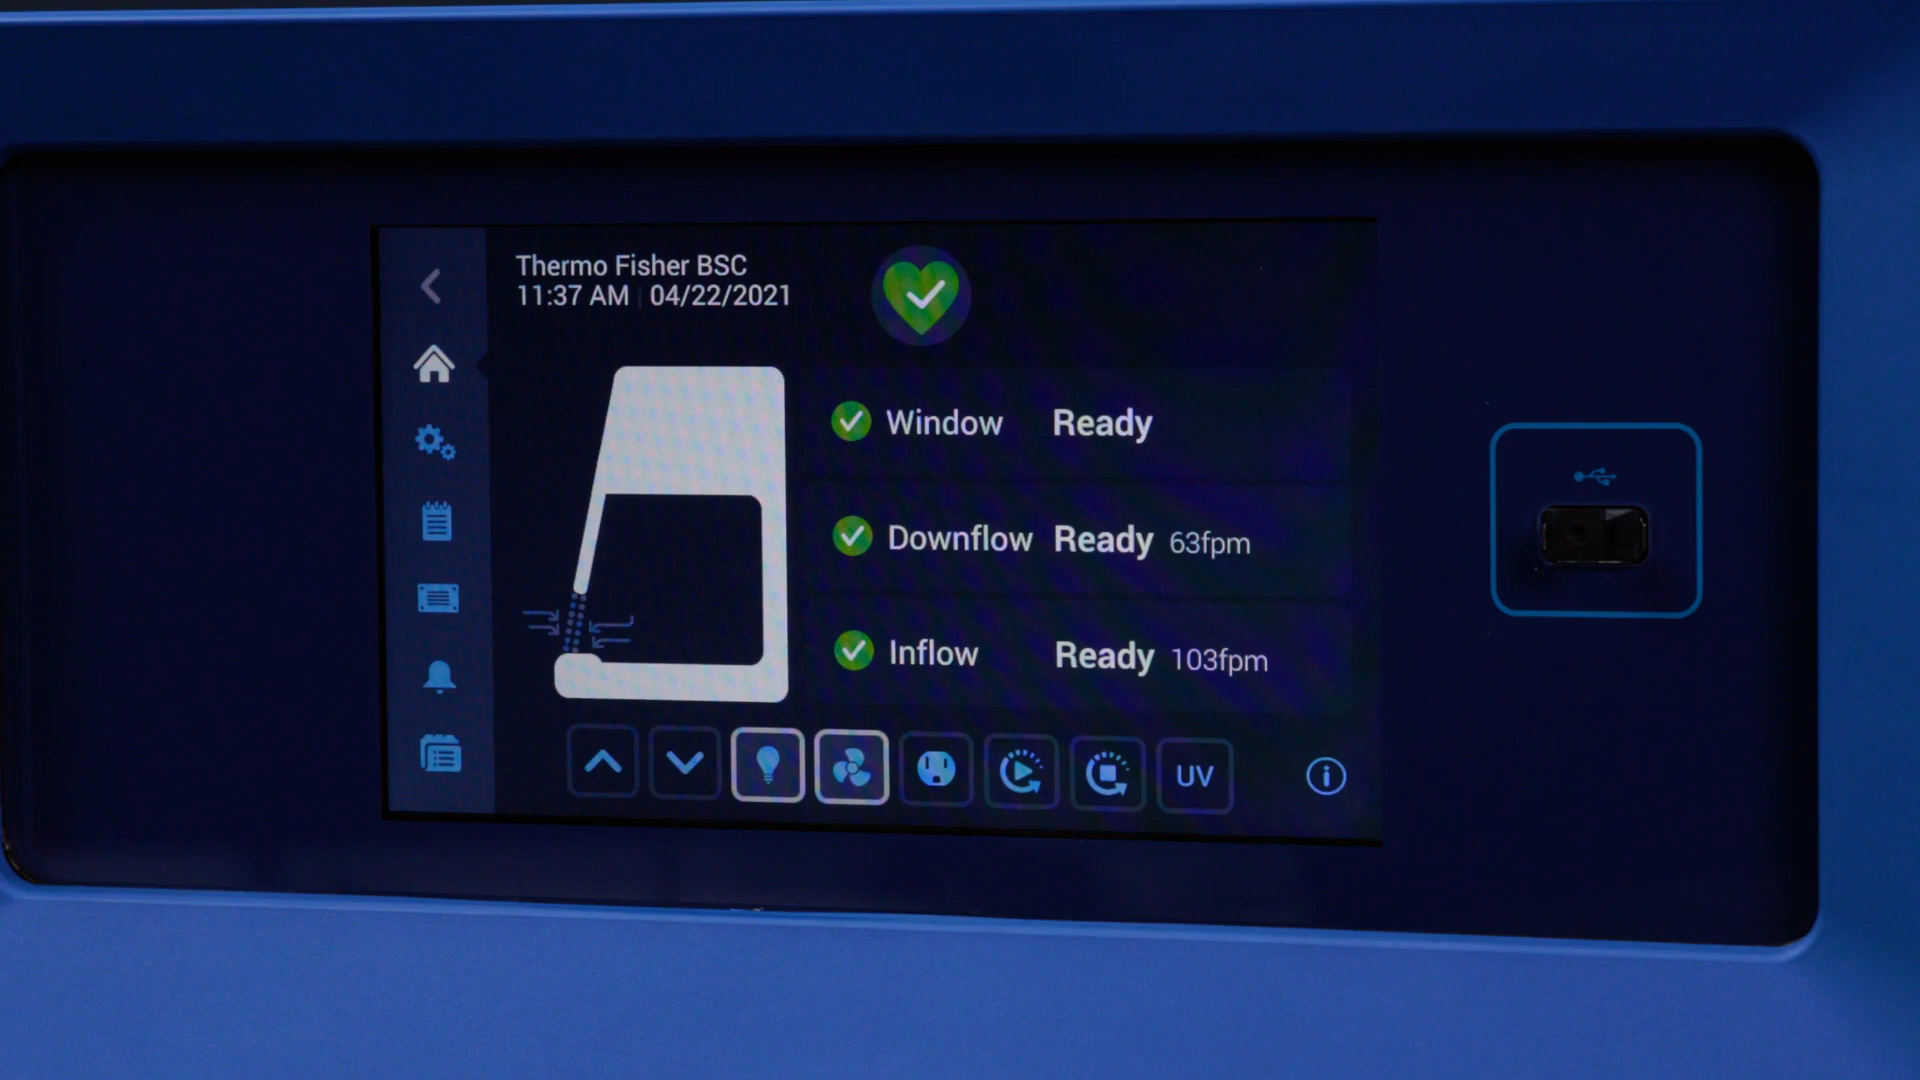 Thermo Fisher BSC
11:37 AM | 04/22/2021
Window Ready
Downflow Ready 63fpm
Inflow Ready 103fpm
UV